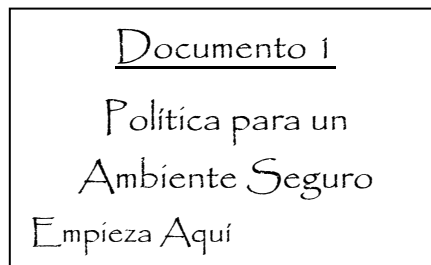 Documento 1
Política para un
Ambiente Seguro
Empieza Aquí